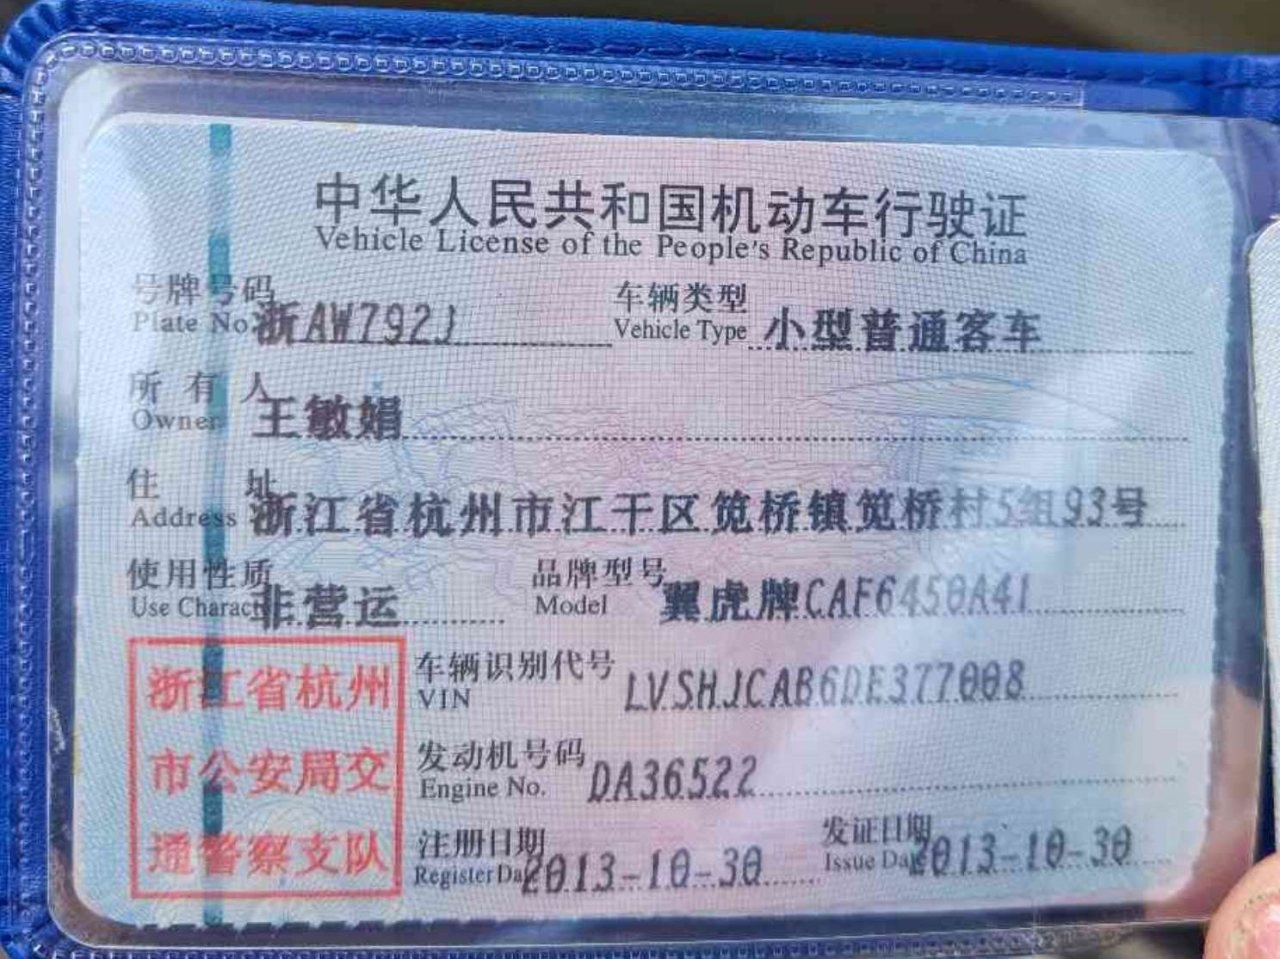 中华人民共和国机动车行驶证
Vehicle License of the People's Republic of China
号牌号码 浙AW792J 车辆类型 小型普通客车
Plate No. Vehicle Type
所有人 王敏娟
Owner
住址 浙江省杭州市江干区笕桥镇笕桥村5组93号
Address
使用性质 非营运 品牌型号 翼虎牌CAF6450A41
Use Charact Model
浙江省杭州
市公安局交
通警察支队
车辆识别代号 LVSHJCAB6DE377008
VIN
发动机号码 DA36522
Engine No.
注册日期 2013-10-30 发证日期 2013-10-30
Register Da Issue Da